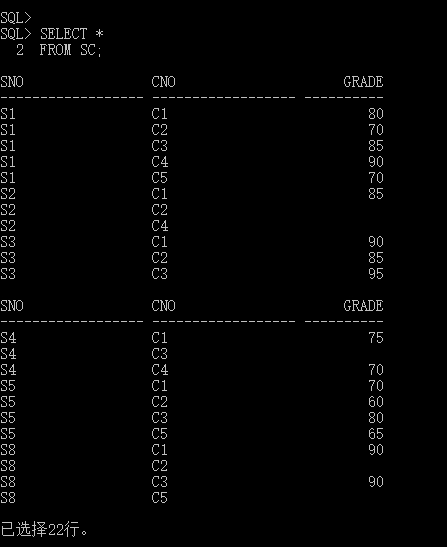 SQL>
SQL> SELECT *
  2  FROM SC;
SNO                CNO                     GRADE
------------------ ------------------ ----------
S1                 C1                         80
S1                 C2                         70
S1                 C3                         85
S1                 C4                         90
S1                 C5                         70
S2                 C1                         85
S2                 C2
S2                 C4
S3                 C1                         90
S3                 C2                         85
S3                 C3                         95
SNO                CNO                     GRADE
------------------ ------------------ ----------
S4                 C1                         75
S4                 C3
S4                 C4                         70
S5                 C1                         70
S5                 C2                         60
S5                 C3                         80
S5                 C5                         65
S8                 C1                         90
S8                 C2
S8                 C3                         90
S8                 C5
已选择22行。